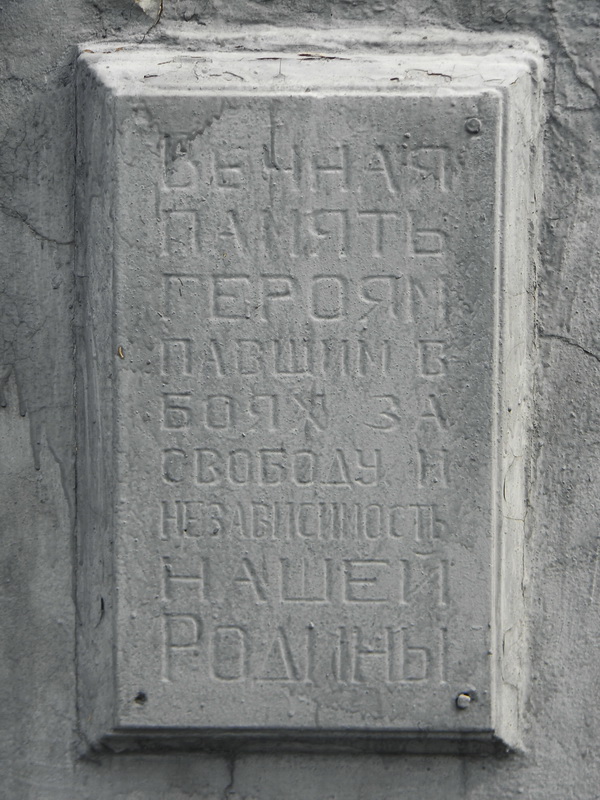 ВЕЧНАЯ
ПАМЯТЬ
ГЕРОЯМ
ПАВШИМ В
БОЯХ ЗА
СВОБОДУ И
НЕЗАВИСИМОСТЬ
НАШЕЙ
РОДИНЫ